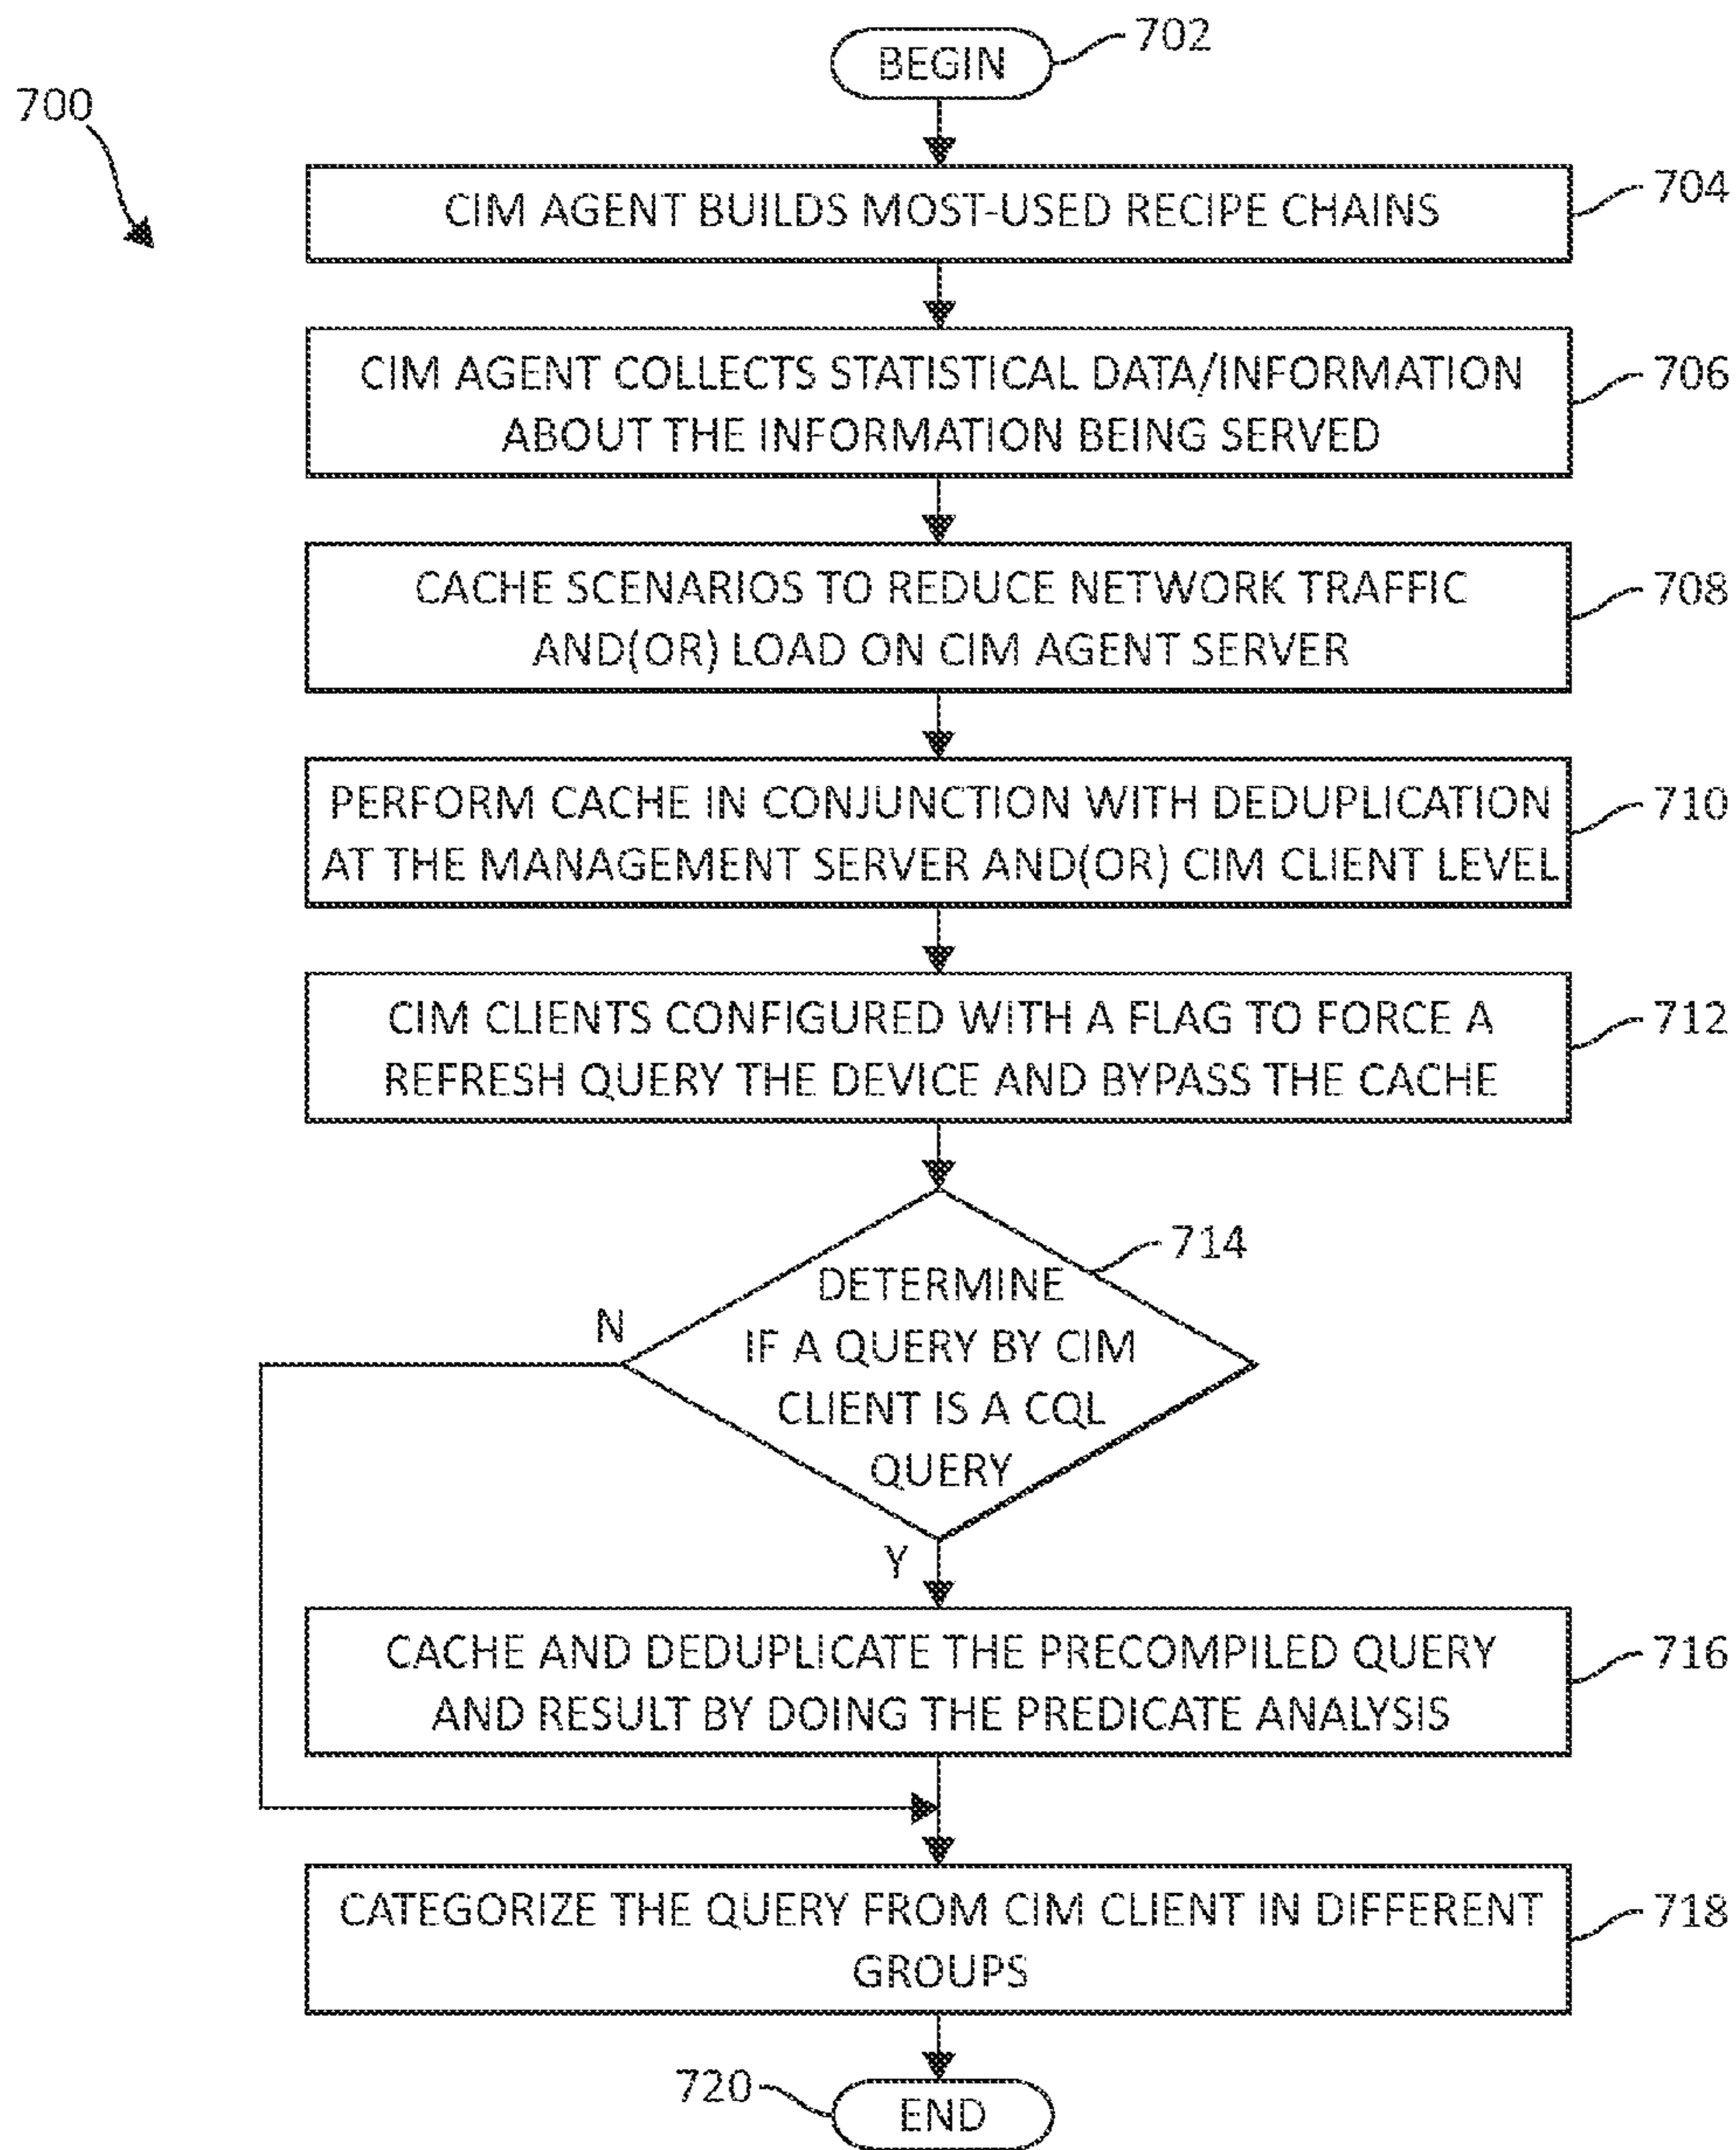 BEGIN
702
700
CIM AGENT BUILDS MOST-USED RECIPE CHAINS
704
CIM AGENT COLLECTS STATISTICAL DATA/INFORMATION
ABOUT THE INFORMATION BEING SERVED
706
CACHE SCENARIOS TO REDUCE NETWORK TRAFFIC
AND(OR) LOAD ON CIM AGENT SERVER
708
PERFORM CACHE IN CONJUNCTION WITH DEDUPLICATION
AT THE MANAGEMENT SERVER AND(OR) CIM CLIENT LEVEL
710
CIM CLIENTS CONFIGURED WITH A FLAG TO FORCE A
REFRESH QUERY THE DEVICE AND BYPASS THE CACHE
712
714
DETERMINE
IF A QUERY BY CIM
CLIENT IS A CQL
QUERY
N
Y
CACHE AND DEDUPLICATE THE PRECOMPILED QUERY
AND RESULT BY DOING THE PREDICATE ANALYSIS
716
CATEGORIZE THE QUERY FROM CIM CLIENT IN DIFFERENT
GROUPS
718
720
END